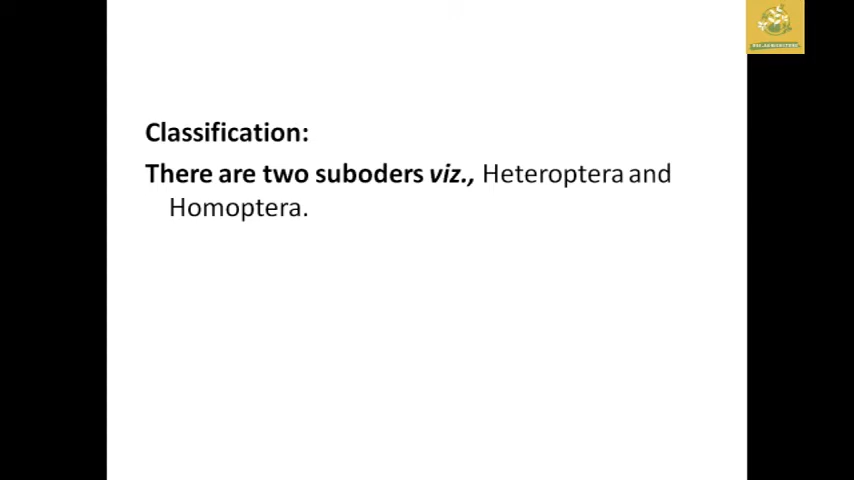 Classification:
There are two suboders viz., Heteroptera and
Homoptera.